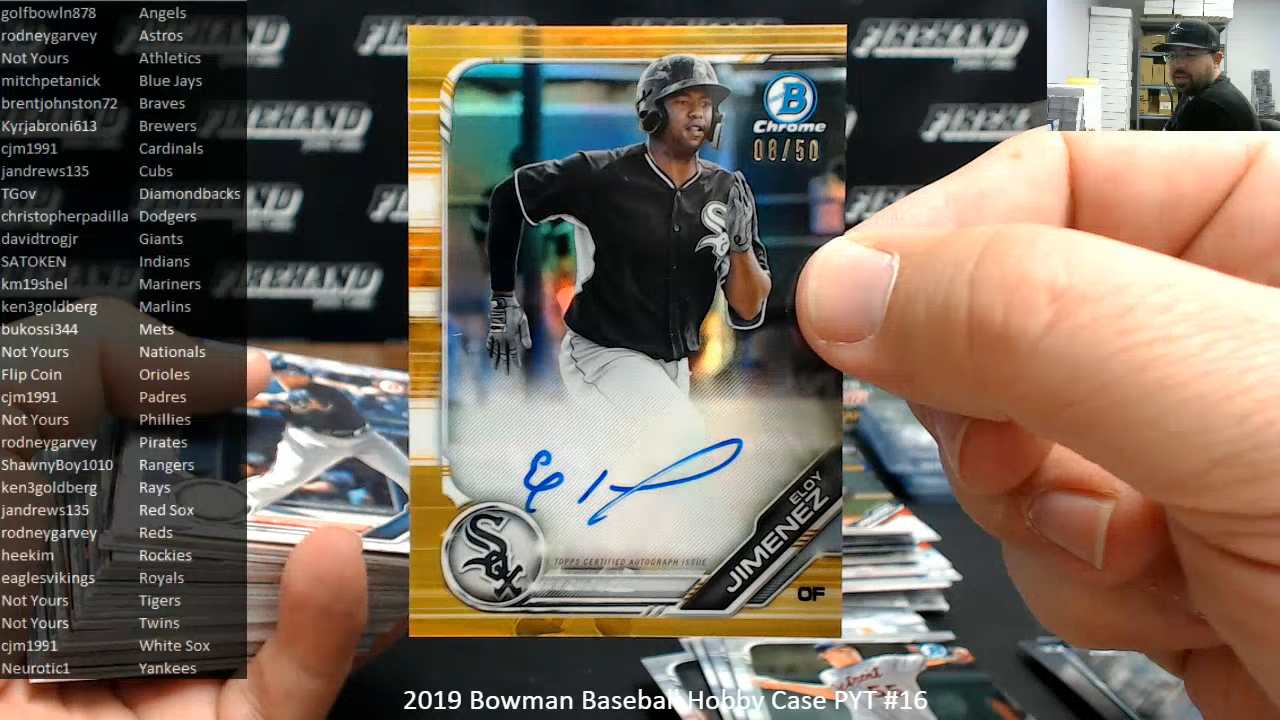 golfbowln878 Angels
rodneygarvey Astros
Not Yours Athletics
mitchpetanick Blue Jays
brentjohnston72 Braves
Kyrjabroni613 Brewers
cjm1991 Cardinals
jandrews135 Cubs
TGov Diamondbacks
christopherpadilla Dodgers
davidtrogjr Giants
SATOKEN Indians
km19shel Mariners
ken3goldberg Marlins
bukossi344 Mets
Not Yours Nationals
Flip Coin Orioles
cjm1991 Padres
Not Yours Phillies
rodneygarvey Pirates
ShawnyBoy1010 Rangers
ken3goldberg Rays
jandrews135 Red Sox
rodneygarvey Reds
heekim Rockies
eaglesvikings Royals
Not Yours Tigers
Not Yours Twins
cjm1991 White Sox
Neurotic1 Yankees
FIREHAND
B
Chrome
08/50
Sox
TOPPS CERTIFIED AUTOGRAPH ISSUE
ELOY
JIMENEZ
OF
Sox
2019 Bowman Baseball Hobby Case PYT #16